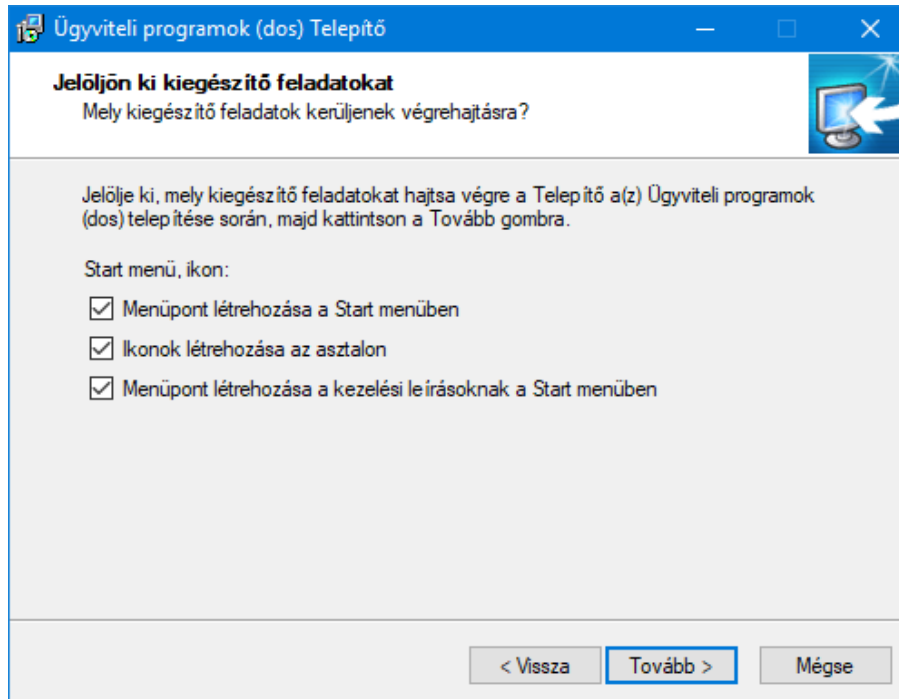 Ügyviteli programok (dos) Telepítő
Jelöljön ki kiegészítő feladatokat
Mely kiegészítő feladatok kerüljenek végrehajtásra?
Jelölje ki, mely kiegészítő feladatokat hajtsa végre a Telepítő a(z) Ügyviteli programok
(dos) telepítése során, majd kattintson a Tovább gombra.
Start menü, ikon:
Menüpont létrehozása a Start menüben
Ikonok létrehozása az asztalon
Menüpont létrehozása a kezelési leírásoknak a Start menüben
< Vissza
Tovább >
Mégse